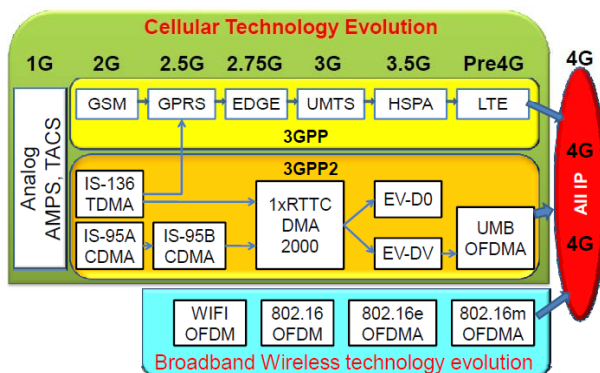 Cellular Technology Evolution
1G 2G 2.5G 2.75G 3G 3.5G Pre4G 4G
GSM GPRS EDGE UMTS HSPA LTE
3GPP
Analog
AMPS, TACS
3GPP2
IS-136
TDMA
IS-95A
CDMA
IS-95B
CDMA
1xRTTC
DMA
2000
EV-D0
EV-DV
UMB
OFDMA
4G
All IP
4G
WIFI
OFDM
802.16
OFDM
802.16e
OFDMA
802.16m
OFDMA
Broadband Wireless technology evolution